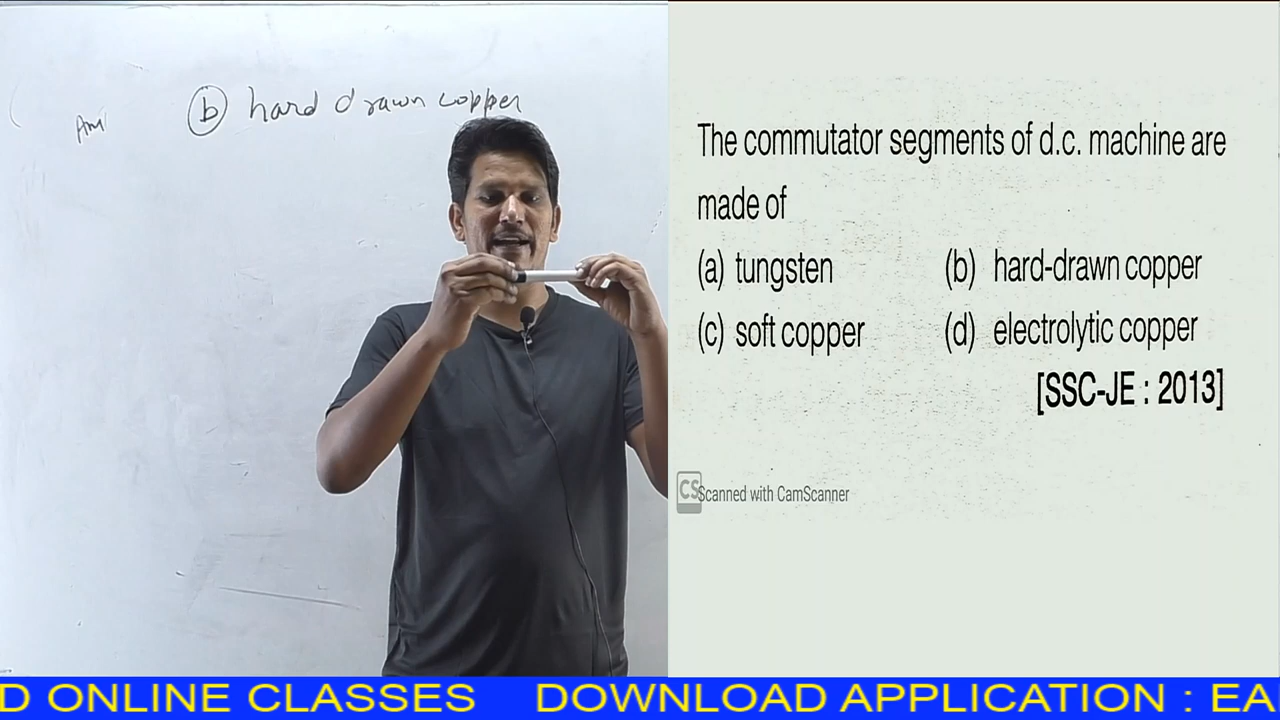 Ans (b) hard drawn copper
The commutator segments of d.c. machine are
made of
(a) tungsten (b) hard-drawn copper
(c) soft copper (d) electrolytic copper
[SSC-JE : 2013]
CS Scanned with CamScanner
D ONLINE CLASSES DOWNLOAD APPLICATION : EA